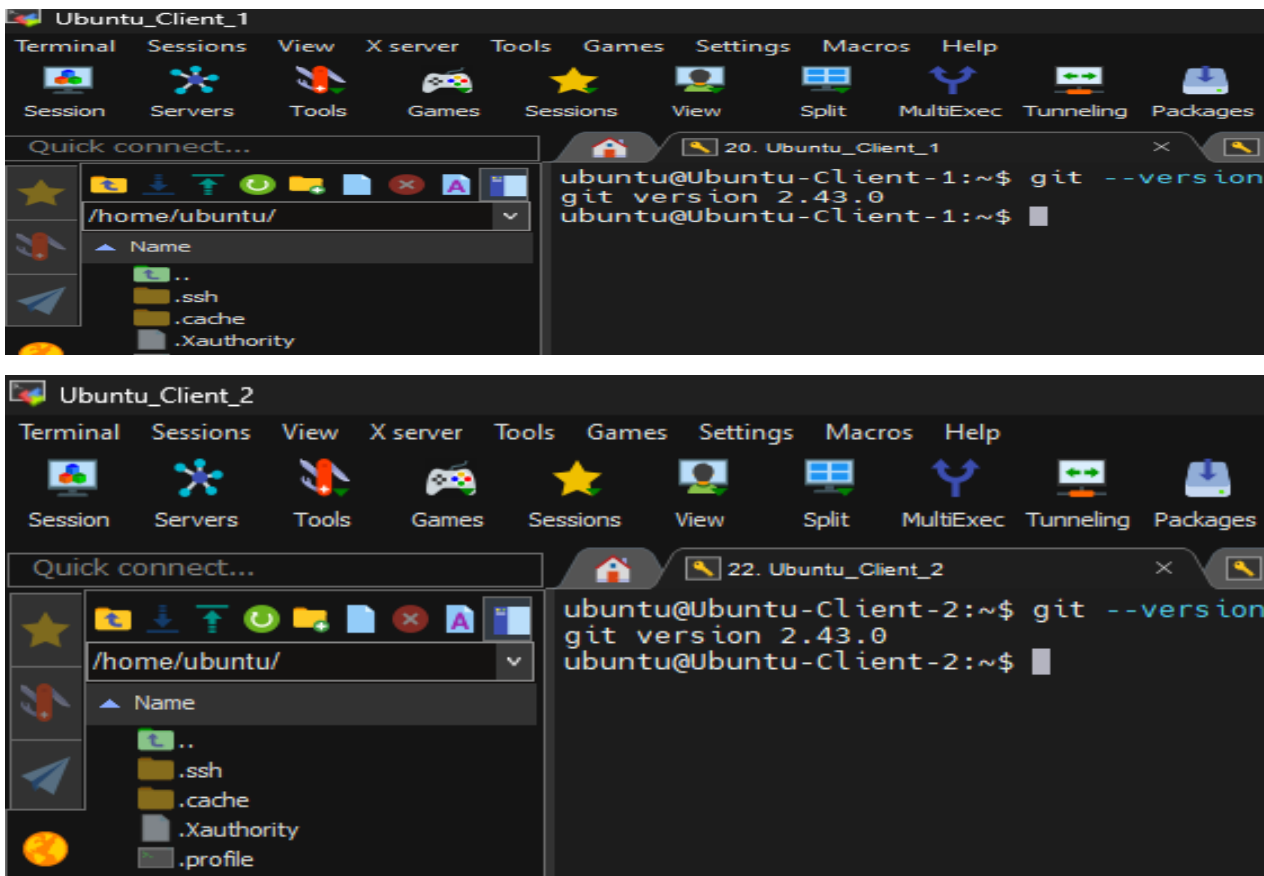 Ubuntu_Client_1
Terminal Sessions View X server Tools Games Settings Macros Help
Session Servers Tools Games Sessions View Split MultiExec Tunneling Packages
Quick connect...
20. Ubuntu_Client_1
/home/ubuntu/
Name
..
.ssh
.cache
.Xauthority
ubuntu@Ubuntu-Client-1:~$ git --version
git version 2.43.0
ubuntu@Ubuntu-Client-1:~$
Ubuntu_Client_2
Terminal Sessions View X server Tools Games Settings Macros Help
Session Servers Tools Games Sessions View Split MultiExec Tunneling Packages
Quick connect...
22. Ubuntu_Client_2
/home/ubuntu/
Name
..
.ssh
.cache
.Xauthority
.profile
ubuntu@Ubuntu-Client-2:~$ git --version
git version 2.43.0
ubuntu@Ubuntu-Client-2:~$